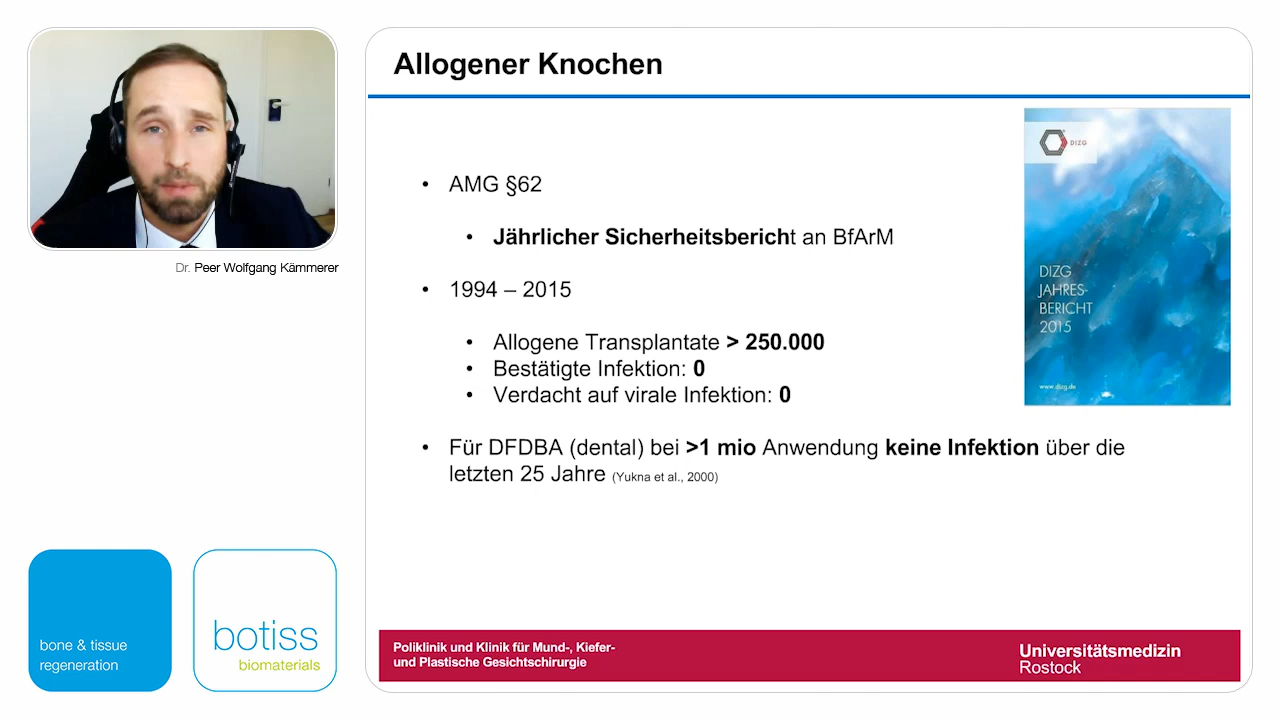 Dr. Peer Wolfgang Kämmerer
bone & tissue
regeneration
botiss
biomaterials
Allogener Knochen
• AMG §62
• Jährlicher Sicherheitsbericht an BfArM
• 1994 – 2015
• Allogene Transplantate > 250.000
• Bestätigte Infektion: 0
• Verdacht auf virale Infektion: 0
• Für DFDBA (dental) bei >1 mio Anwendung keine Infektion über die
letzten 25 Jahre (Yukna et al., 2000)
DIZG
DIZG
JAHRES-
BERICHT
2015
www.dizg.de
Poliklinik und Klinik für Mund-, Kiefer-
und Plastische Gesichtschirurgie
Universitätsmedizin
Rostock